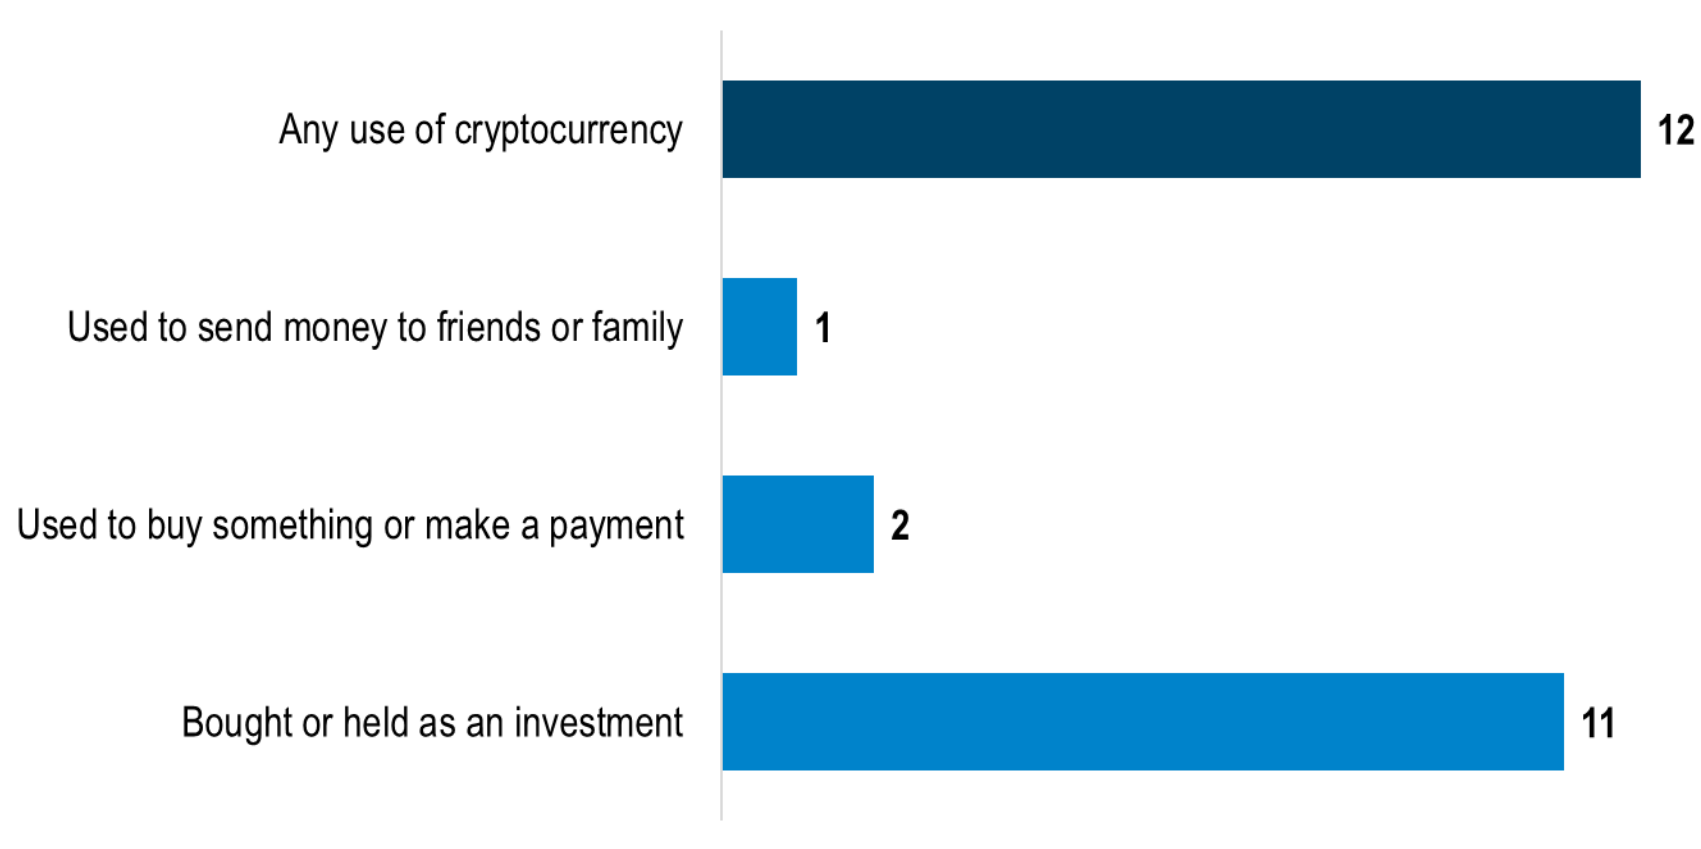 Any use of cryptocurrency 12
Used to send money to friends or family 1
Used to buy something or make a payment 2
Bought or held as an investment 11